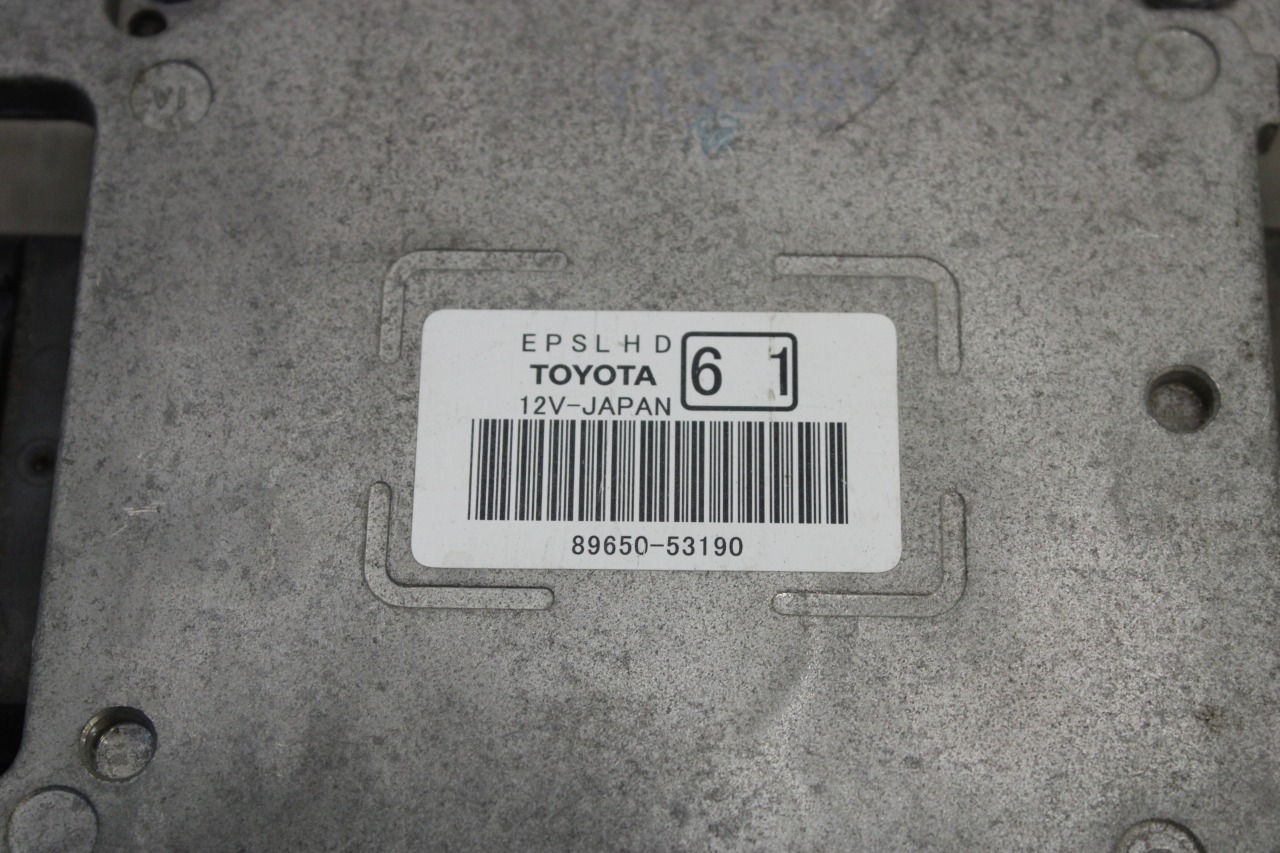 EPSLHD
TOYOTA
12V-JAPAN
6 1
89650-53190